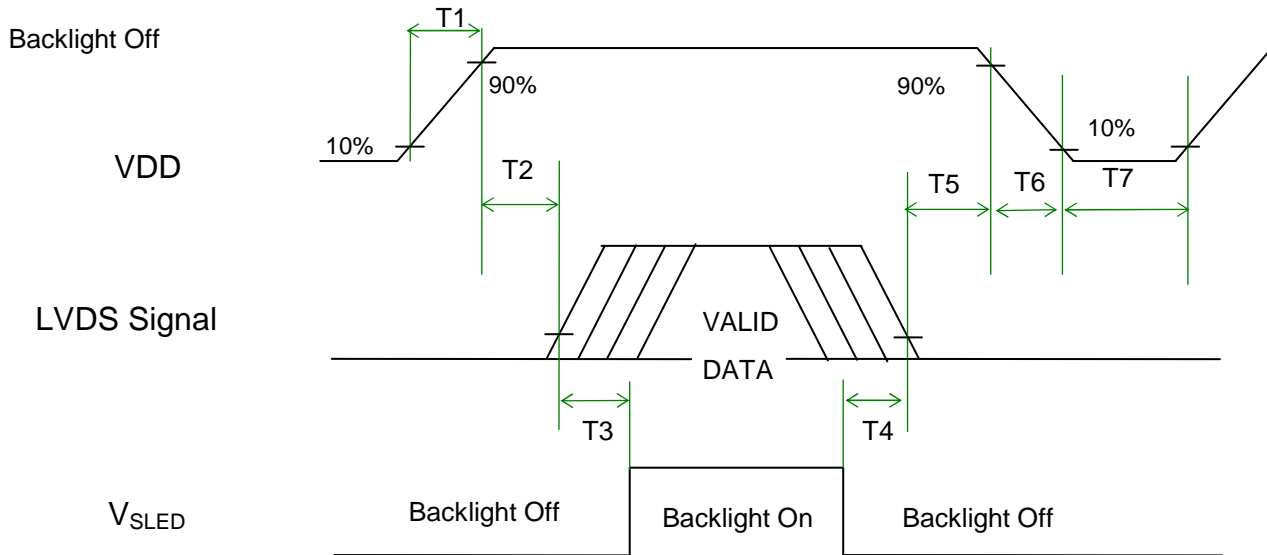 T1
Backlight Off
90%
90%
10%
10%
VDD
T2
T5
T6
T7
LVDS Signal
VALID
DATA
T3
T4
VSLED
Backlight Off
Backlight On
Backlight Off